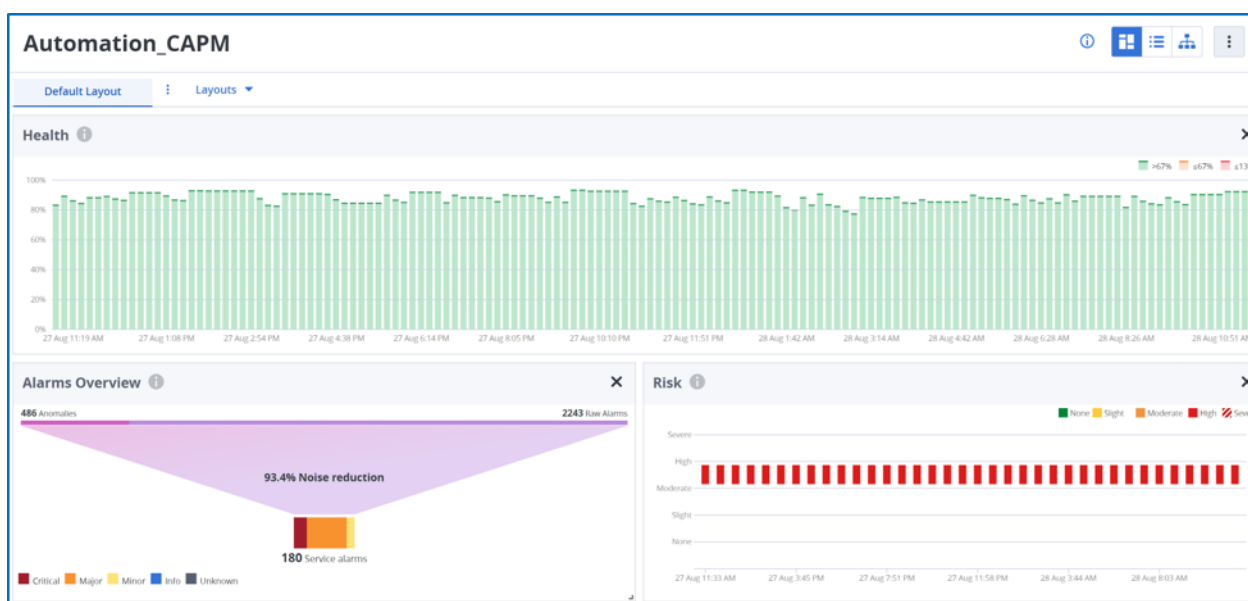 Automation_CAPM
Default Layout Layouts
Health
>67% ≤67% ≤13
100%
80%
60%
40%
20%
0%
27 Aug 11:19 AM 27 Aug 1:08 PM 27 Aug 2:54 PM 27 Aug 4:38 PM 27 Aug 6:14 PM 27 Aug 8:05 PM 27 Aug 10:10 PM 27 Aug 11:51 PM 28 Aug 1:42 AM 28 Aug 3:14 AM 28 Aug 4:42 AM 28 Aug 6:28 AM 28 Aug 8:26 AM 28 Aug 10:51 AM
Alarms Overview
486 Anomalies 2243 Raw Alarms
93.4% Noise reduction
180 Service alarms
Critical Major Minor Info Unknown
Risk
None Slight Moderate High Seve
Severe
High
Moderate
Slight
None
27 Aug 11:33 AM 27 Aug 3:45 PM 27 Aug 7:51 PM 27 Aug 11:58 PM 28 Aug 3:44 AM 28 Aug 8:03 AM